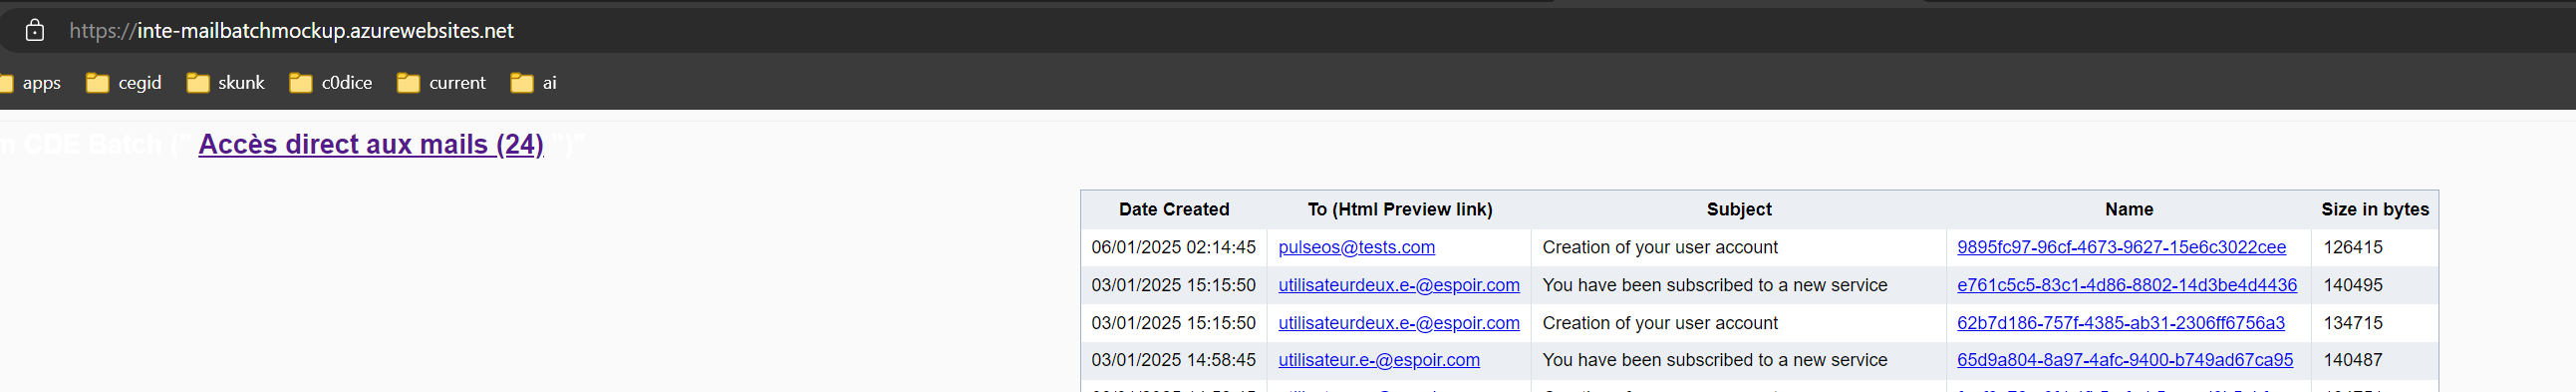 https://inte-mailbatchmockup.azurewebsites.net
apps cegid skunk c0dice current ai
n CDE Batch (" Accès direct aux mails (24) ")"
Date Created To (Html Preview link) Subject Name Size in bytes
06/01/2025 02:14:45 pulseos@tests.com Creation of your user account 9895fc97-96cf-4673-9627-15e6c3022cee 126415
03/01/2025 15:15:50 utilisateurdeux.e-@espoir.com You have been subscribed to a new service e761c5c5-83c1-4d86-8802-14d3be4d4436 140495
03/01/2025 15:15:50 utilisateurdeux.e-@espoir.com Creation of your user account 62b7d186-757f-4385-ab31-2306ff6756a3 134715
03/01/2025 14:58:45 utilisateur.e-@espoir.com You have been subscribed to a new service 65d9a804-8a97-4afc-9400-b749ad67ca95 140487